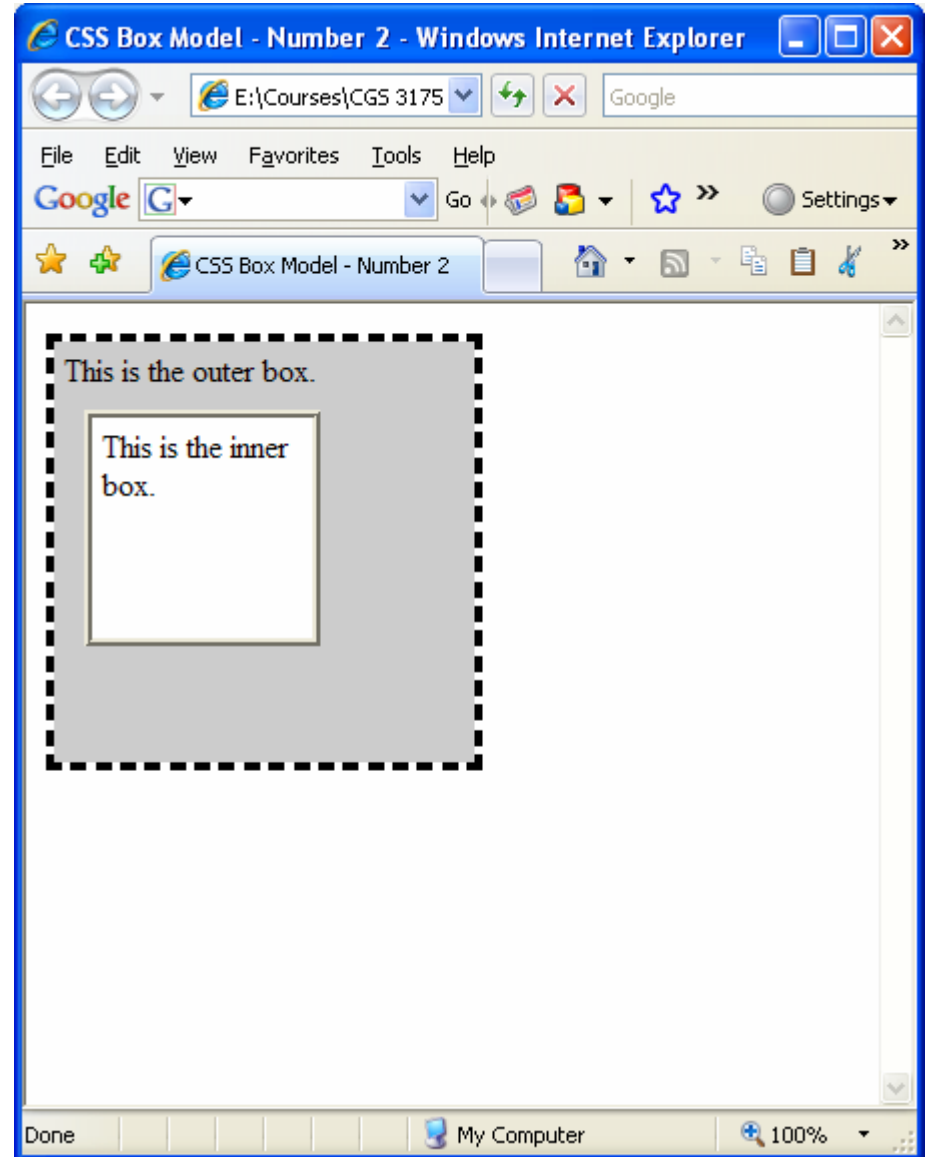 CSS Box Model - Number 2 - Windows Internet Explorer
E:\Courses\CGS 3175
Google
File Edit View Favorites Tools Help
Google G Go » Settings
CSS Box Model - Number 2 »
This is the outer box.
This is the inner
box.
Done My Computer 100%